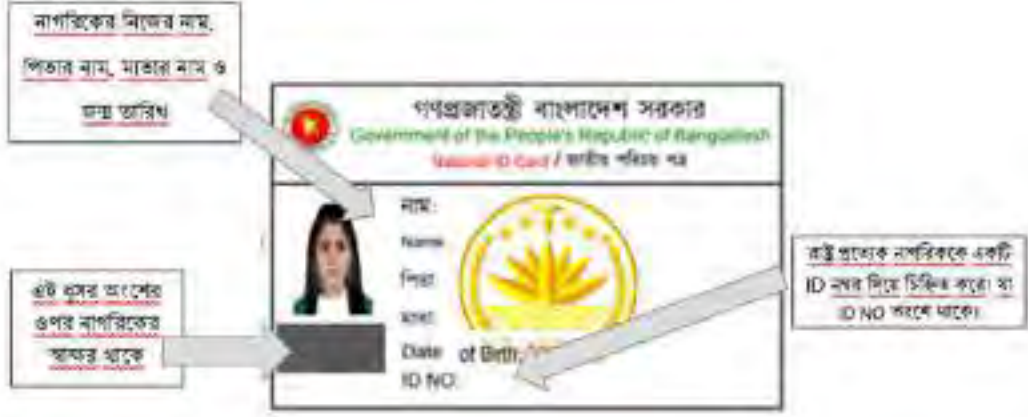 নাগরিকের নিজের নাম,
পিতার নাম, মাতার নাম ও
জন্ম তারিখ
গণপ্রজাতন্ত্রী বাংলাদেশ সরকার
Government of the People's Republic of Bangladesh
National ID Card / জাতীয় পরিচয় পত্র
নাম:
Name
পিতা
মাতা
Date of Birth:
ID NO:
এই ধুসর অংশের
ওপর নাগরিকের
স্বাক্ষর থাকে
রাষ্ট্র প্রত্যেক নাগরিককে একটি
ID নম্বর দিয়ে চিহ্নিত করে। যা
ID NO অংশে থাকে।